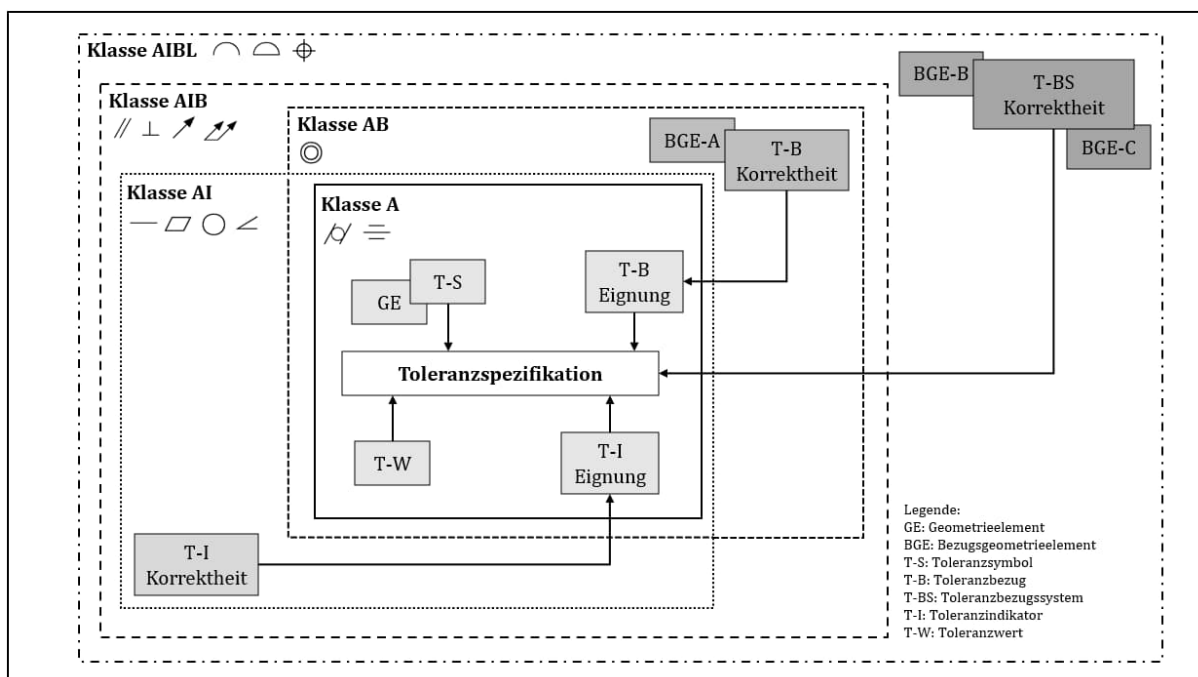 Klasse AIBL
BGE-B
T-BS
Korrektheit
BGE-C
Klasse AIB
Klasse AB
BGE-A
T-B
Korrektheit
Klasse AI
Klasse A
T-S
GE
T-B
Eignung
Toleranzspezifikation
T-W
T-I
Eignung
T-I
Korrektheit
Legende:
GE: Geometrieelement
BGE: Bezugsgeometrieelement
T-S: Toleranzsymbol
T-B: Toleranzbezug
T-BS: Toleranzbezugssystem
T-I: Toleranzindikator
T-W: Toleranzwert